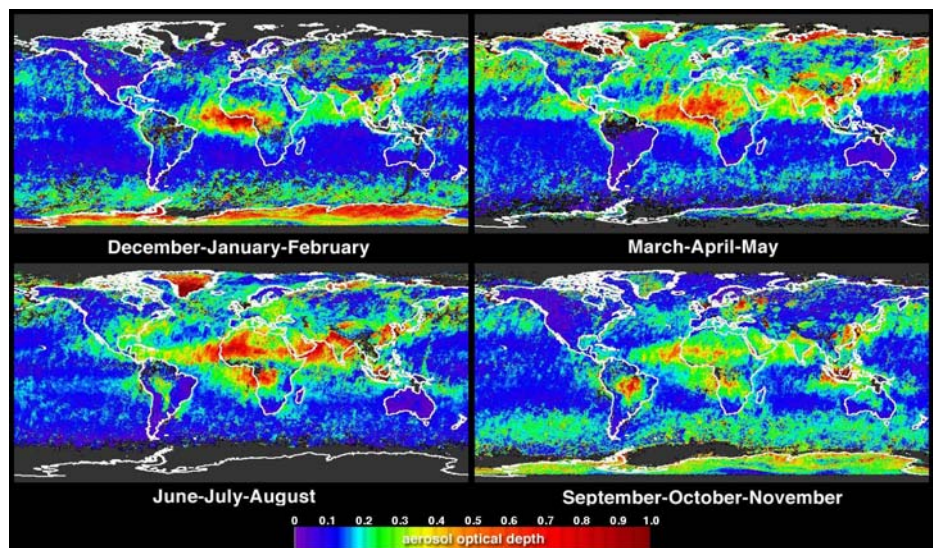 December-January-February
March-April-May
June-July-August
September-October-November
0 0.1 0.2 0.3 0.4 0.5 0.6 0.7 0.8 0.9 1.0
aerosol optical depth